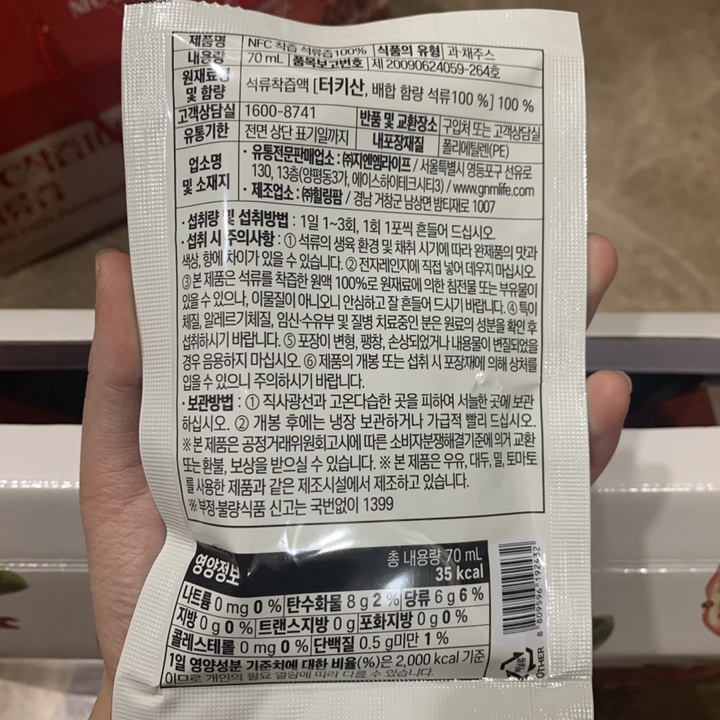 제품명 NFC 착즙 석류즙100% 식품의 유형 과·채주스
내용량 70 mL 품목보고번호 제 20090624059-264호
원재료명 및 함량 석류착즙액 [터키산, 배합 함량 석류100 %] 100 %
고객상담실 1600-8741 반품 및 교환장소 구입처 또는 고객상담실
유통기한 전면 상단 표기일까지 내포장재질 폴리에틸렌(PE)
업소명 및 소재지 · 유통전문판매업소 : ㈜지엔엠라이프 / 서울특별시 영등포구 선유로
130, 13층(양평동3가, 에이스하이테크시티3) / www.gnmlife.com
· 제조업소 : ㈜힐링팜 / 경남 거창군 남상면 밤티재로 1007
· 섭취량 및 섭취방법 : 1일 1~3회, 1회 1포씩 흔들어 드십시오.
· 섭취 시 주의사항 : ① 석류의 생육 환경 및 채취 시기에 따라 완제품의 맛과
색상, 향에 차이가 있을 수 있습니다. ② 전자레인지에 직접 넣어 데우지 마십시오.
③ 본 제품은 석류를 착즙한 원액 100%로 원재료에 의한 침전물 또는 부유물이
있을 수 있으나, 이물질이 아니오니 안심하고 잘 흔들어 드시기 바랍니다. ④ 특이
체질, 알레르기체질, 임신·수유부 및 질병 치료중인 분은 원료의 성분을 확인 후
섭취하시기 바랍니다. ⑤ 포장이 변형, 팽창, 손상되었거나 내용물이 변질되었을
경우 음용하지 마십시오. ⑥ 제품의 개봉 또는 섭취 시 포장재에 의해 상처를
입을 수 있으니 주의하시기 바랍니다.
· 보관방법 : ① 직사광선과 고온다습한 곳을 피하여 서늘한 곳에 보관
하십시오. ② 개봉 후에는 냉장 보관하거나 가급적 빨리 드십시오.
※ 본 제품은 공정거래위원회고시에 따른 소비자분쟁해결기준에 의거 교환
또는 환불, 보상을 받으실 수 있습니다. ※ 본 제품은 우유, 대두, 밀, 토마토
를 사용한 제품과 같은 제조시설에서 제조하고 있습니다.
※ 부정·불량식품 신고는 국번없이 1399
영양정보 총 내용량 70 mL
35 kcal
나트륨 0 mg 0 % 탄수화물 8 g 2 % 당류 6 g 6 %
지방 0 g 0 % 트랜스지방 0 g 포화지방 0 g 0 %
콜레스테롤 0 mg 0 % 단백질 0.5 g미만 1 %
1일 영양성분 기준치에 대한 비율(%)은 2,000 kcal 기준
이므로 개인의 필요 열량에 따라 다를 수 있습니다.
8 809596 192432
OTHER